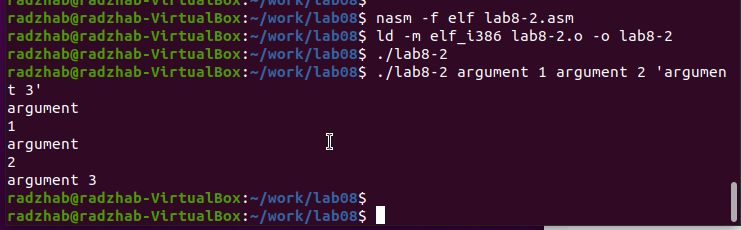 radzhab@radzhab-VirtualBox:~/work/lab08$ nasm -f elf lab8-2.asm
radzhab@radzhab-VirtualBox:~/work/lab08$ ld -m elf_i386 lab8-2.o -o lab8-2
radzhab@radzhab-VirtualBox:~/work/lab08$ ./lab8-2
radzhab@radzhab-VirtualBox:~/work/lab08$ ./lab8-2 argument 1 argument 2 'argumen
t 3'
argument
1
argument
2
argument 3
radzhab@radzhab-VirtualBox:~/work/lab08$
radzhab@radzhab-VirtualBox:~/work/lab08$